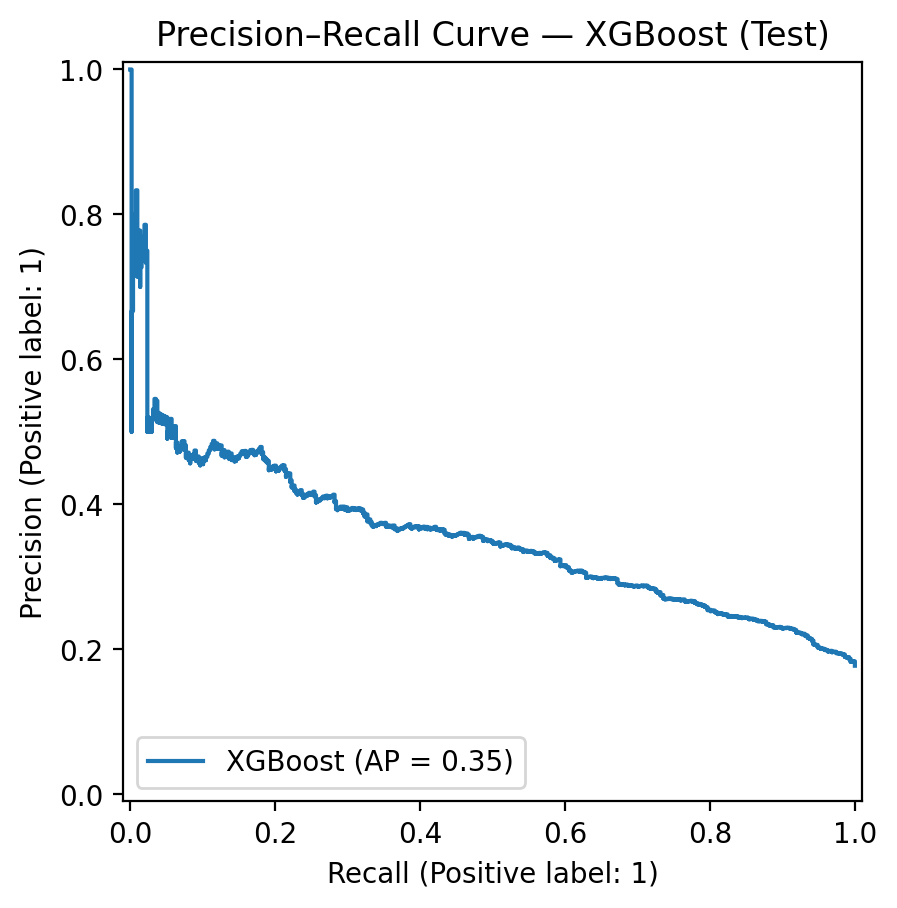 Precision–Recall Curve — XGBoost (Test)
1.0
0.8
0.6
0.4
0.2
0.0
Precision (Positive label: 1)
XGBoost (AP = 0.35)
0.0 0.2 0.4 0.6 0.8 1.0
Recall (Positive label: 1)